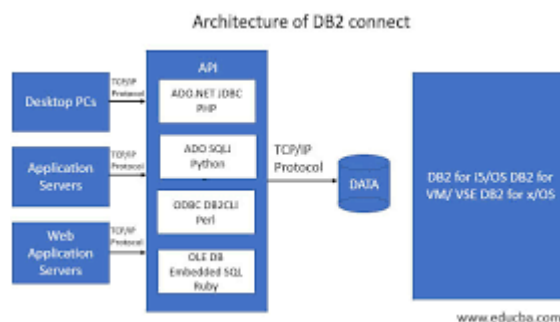 Architecture of DB2 connect
Desktop PCs
Application
Servers
Web
Application
Servers
TCP/IP
Protocol
TCP/IP
Protocol
TCP/IP
Protocol
API
ADO.NET JDBC
PHP
ADO SQLI
Python
ODBC DB2CLI
Perl
OLE DB
Embedded SQL
Ruby
TCP/IP
Protocol
DATA
DB2 for I5/OS DB2 for
VM/ VSE DB2 for x/OS
www.educba.com